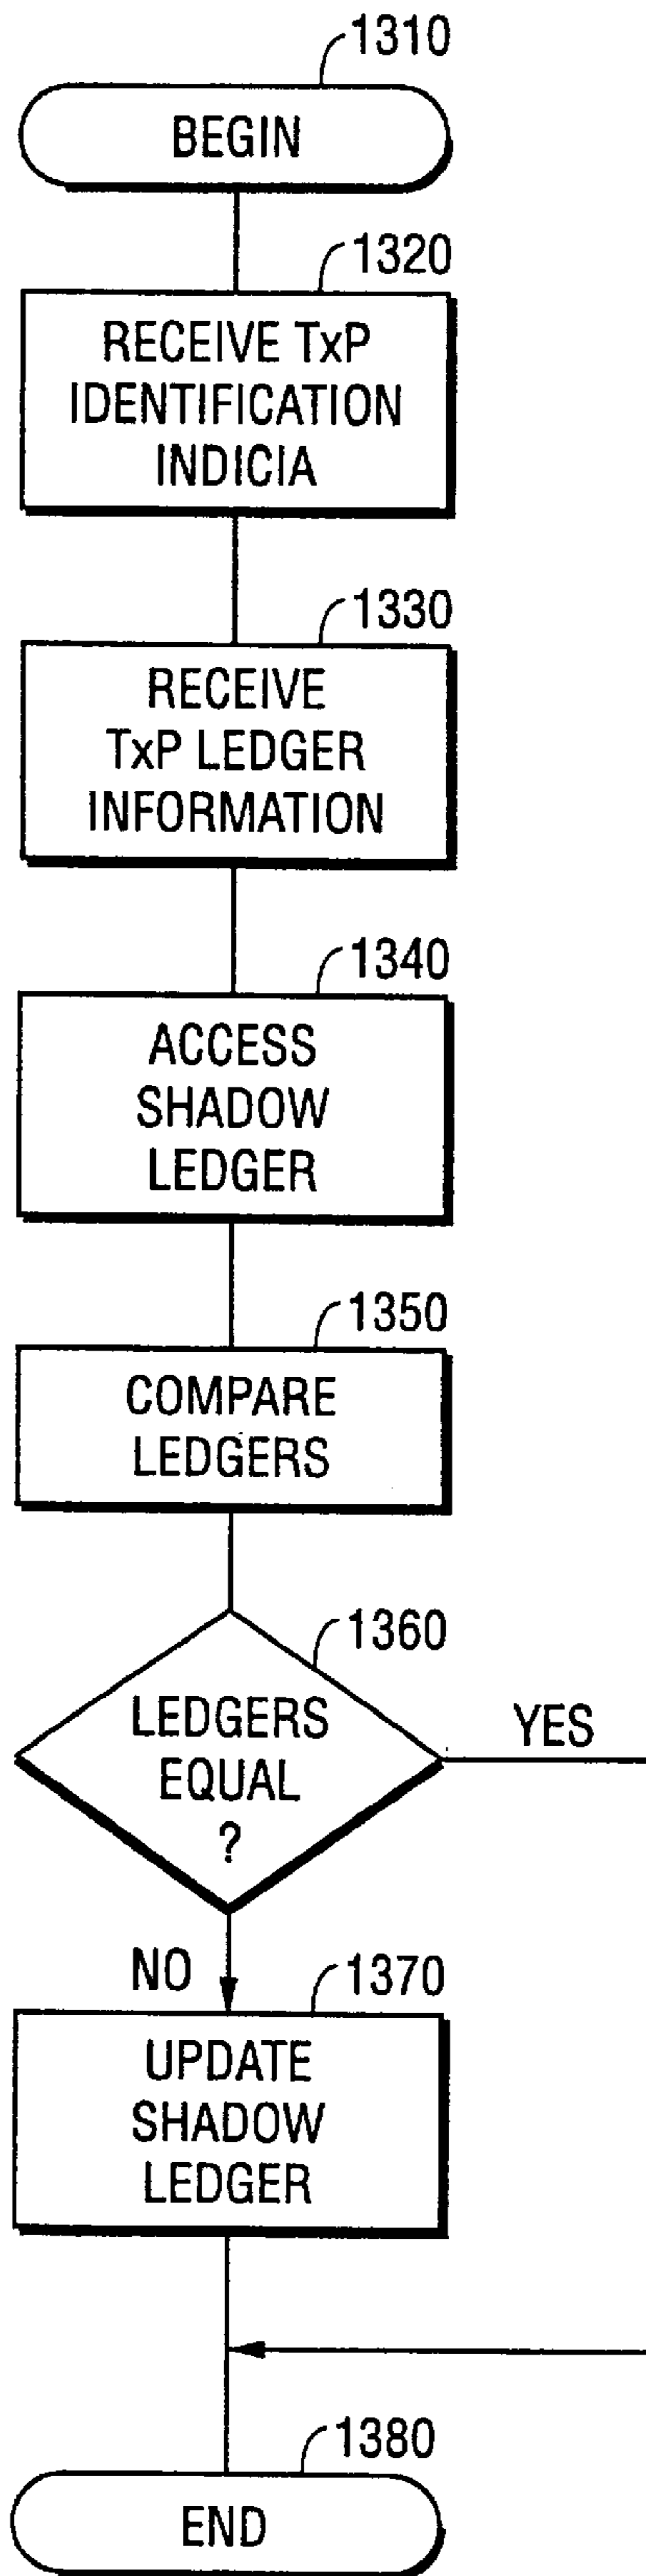 1310
BEGIN
1320
RECEIVE TxP
IDENTIFICATION
INDICIA
1330
RECEIVE
TxP LEDGER
INFORMATION
1340
ACCESS
SHADOW
LEDGER
1350
COMPARE
LEDGERS
1360
LEDGERS
EQUAL
?
YES
NO
1370
UPDATE
SHADOW
LEDGER
1380
END